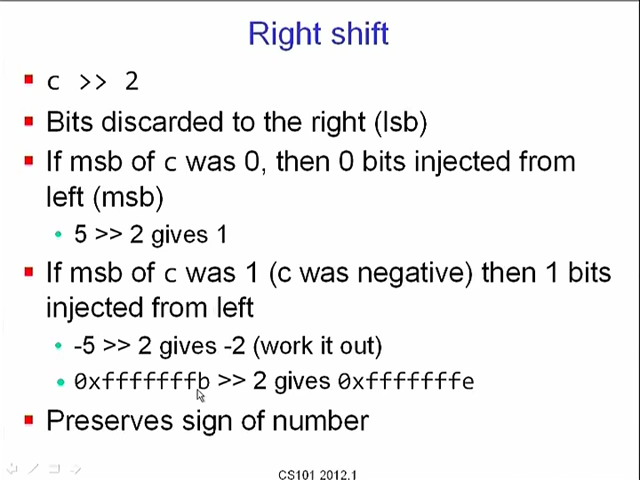 Right shift
c >> 2
Bits discarded to the right (lsb)
If msb of c was 0, then 0 bits injected from
left (msb)
5 >> 2 gives 1
If msb of c was 1 (c was negative) then 1 bits
injected from left
-5 >> 2 gives -2 (work it out)
0xfffffffb >> 2 gives 0xfffffffe
Preserves sign of number
CS101 2012.1